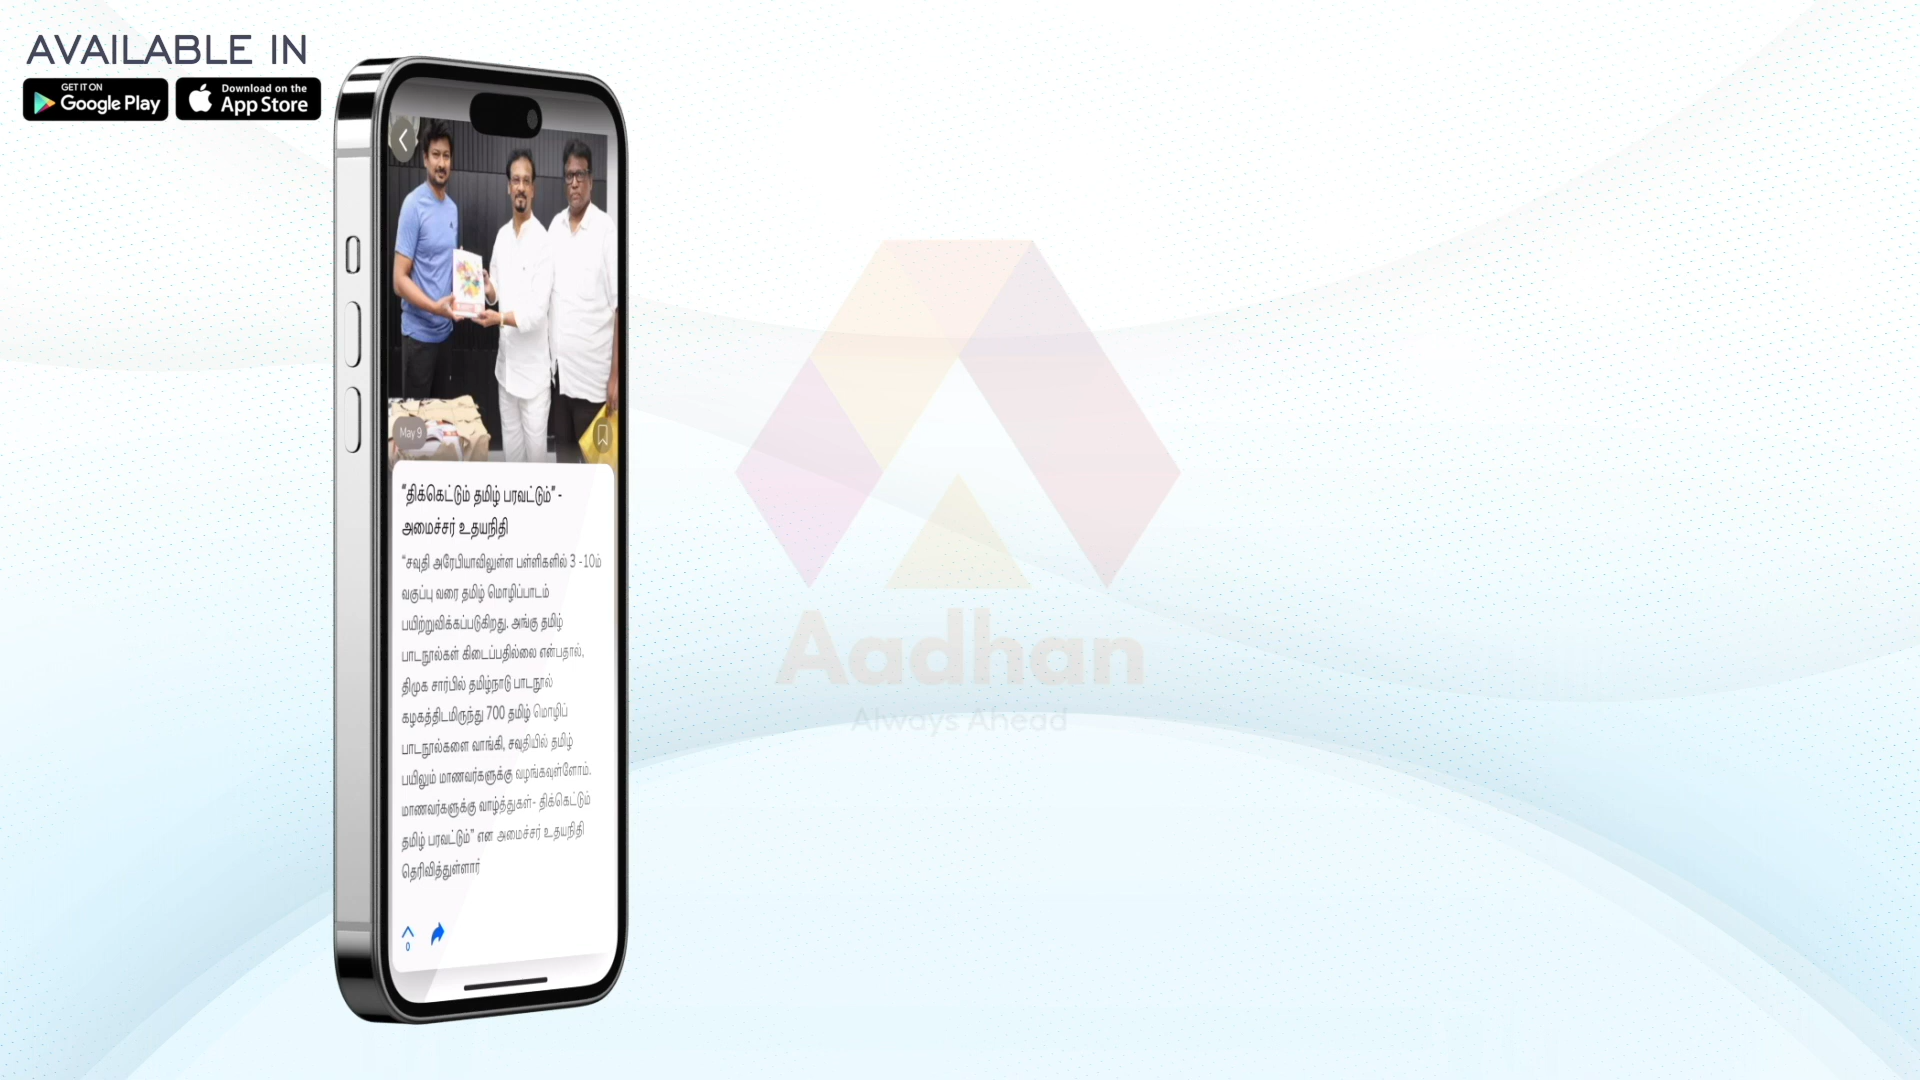 AVAILABLE IN
GET IT ON
Google Play
Download on the
App Store
May 9
“திக்கெட்டும் தமிழ் பரவட்டும்” -
அமைச்சர் உதயநிதி
“சவுதி அரேபியாவிலுள்ள பள்ளிகளில் 3 -10ம்
வகுப்பு வரை தமிழ் மொழிப்பாடம்
பயிற்றுவிக்கப்படுகிறது. அங்கு தமிழ்
பாடநூல்கள் கிடைப்பதில்லை என்பதால்,
திமுக சார்பில் தமிழ்நாடு பாடநூல்
கழகத்திடமிருந்து 700 தமிழ் மொழிப்
பாடநூல்களை வாங்கி, சவுதியில் தமிழ்
பயிலும் மாணவர்களுக்கு வழங்கவுள்ளோம்.
மாணவர்களுக்கு வாழ்த்துகள்- திக்கெட்டும்
தமிழ் பரவட்டும்” என அமைச்சர் உதயநிதி
தெரிவித்துள்ளார்
0
Aadhan
Always Ahead